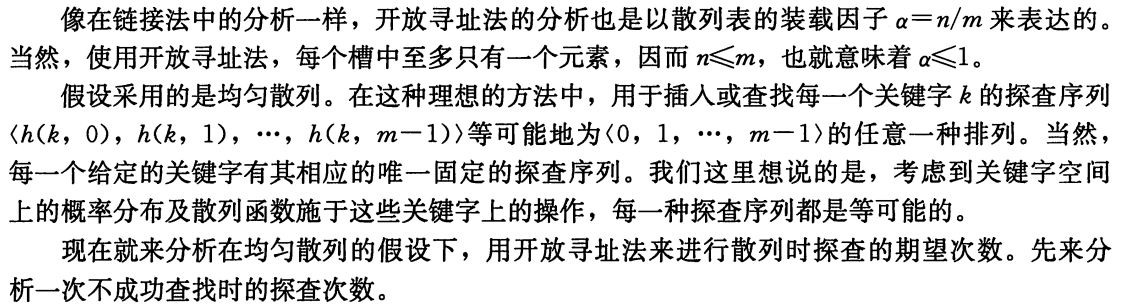 像在链接法中的分析一样，开放寻址法的分析也是以散列表的装载因子 α＝n/m 来表达的。
当然，使用开放寻址法，每个槽中至多只有一个元素，因而 n≤m，也就意味着 α≤1。
假设采用的是均匀散列。在这种理想的方法中，用于插入或查找每一个关键字 k 的探查序列
〈h(k，0)，h(k，1)，…，h(k，m－1)〉等可能地为〈0，1，…，m－1〉的任意一种排列。当然，
每一个给定的关键字有其相应的唯一固定的探查序列。我们这里想说的是，考虑到关键字空间
上的概率分布及散列函数施于这些关键字上的操作，每一种探查序列都是等可能的。
现在就来分析在均匀散列的假设下，用开放寻址法来进行散列时探查的期望次数。先来分
析一次不成功查找时的探查次数。